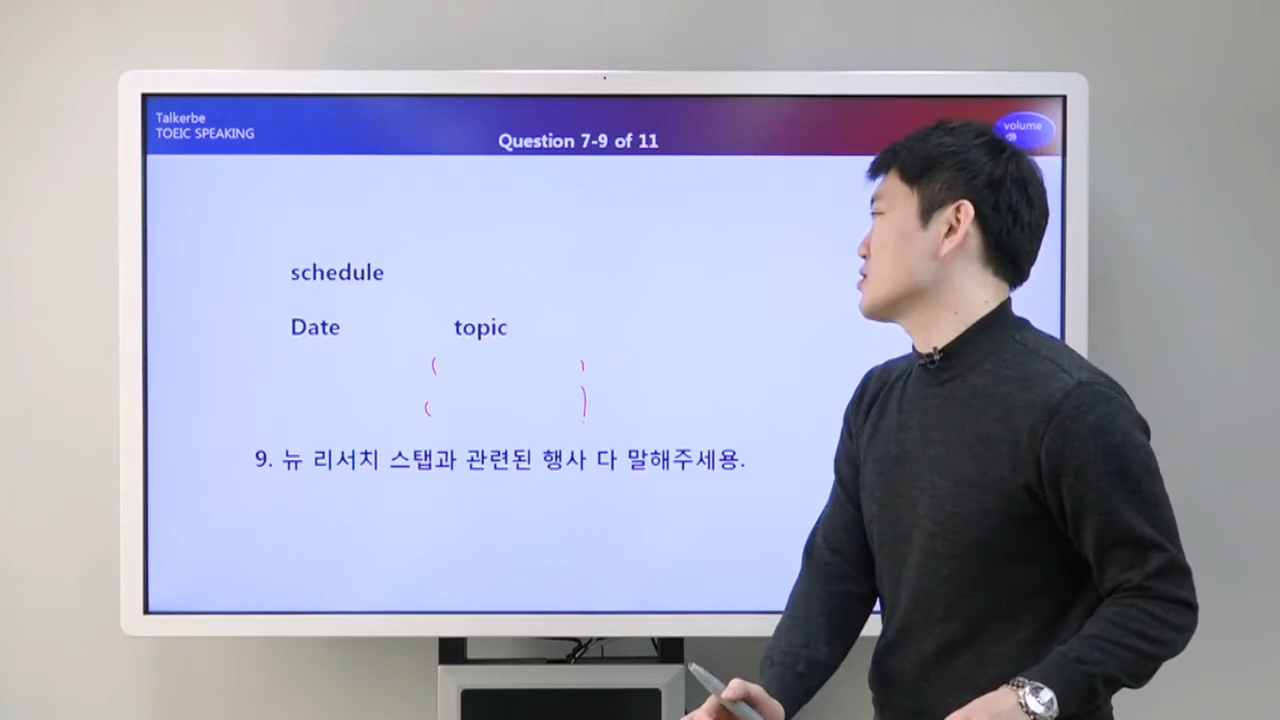 Talkerbe
TOEIC SPEAKING
Question 7-9 of 11
volume
schedule
Date topic
9. 뉴 리서치 스탭과 관련된 행사 다 말해주세용.